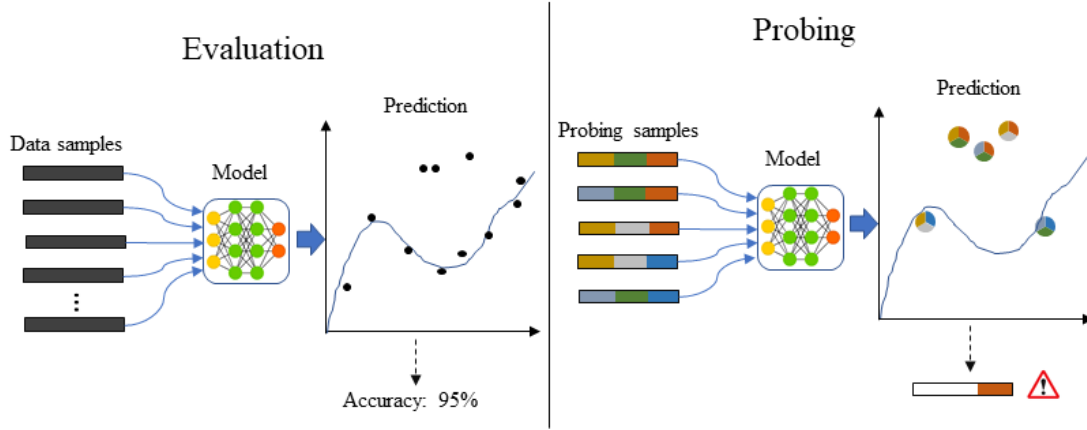 Evaluation
Data samples
Model
Prediction
Accuracy: 95%
Probing
Probing samples
Model
Prediction